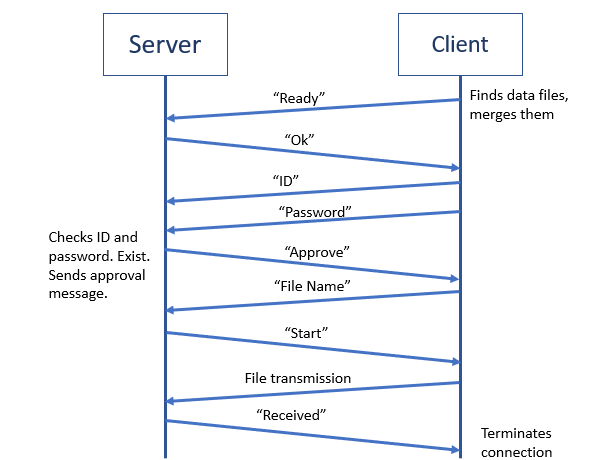 Server
Client
“Ready”
Finds data files,
merges them
“Ok”
“ID”
“Password”
Checks ID and
password. Exist.
Sends approval
message.
“Approve”
“File Name”
“Start”
File transmission
“Received”
Terminates
connection